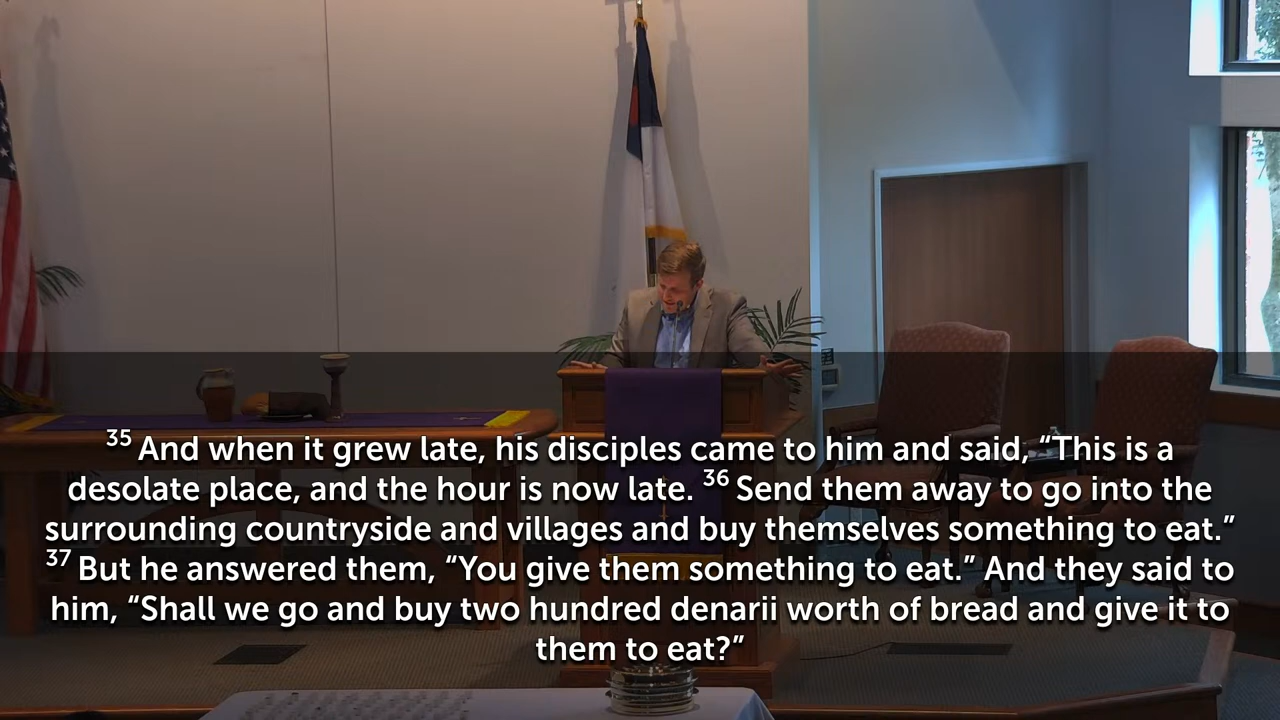 35 And when it grew late, his disciples came to him and said, “This is a
desolate place, and the hour is now late. 36 Send them away to go into the
surrounding countryside and villages and buy themselves something to eat.”
37 But he answered them, “You give them something to eat.” And they said to
him, “Shall we go and buy two hundred denarii worth of bread and give it to
them to eat?”